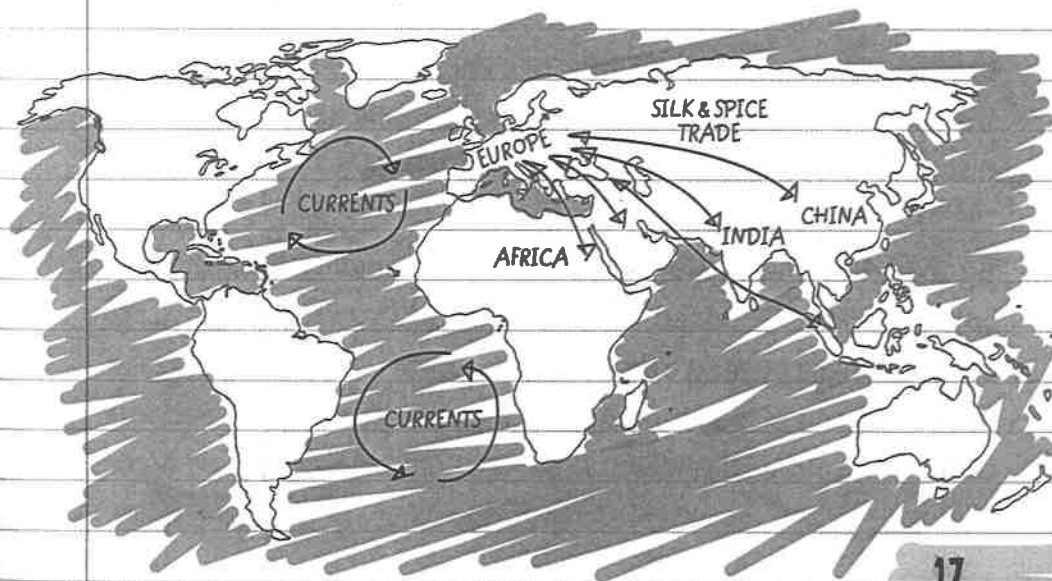 SILK & SPICE
TRADE
EUROPE
CURRENTS
CHINA
INDIA
AFRICA
CURRENTS
17